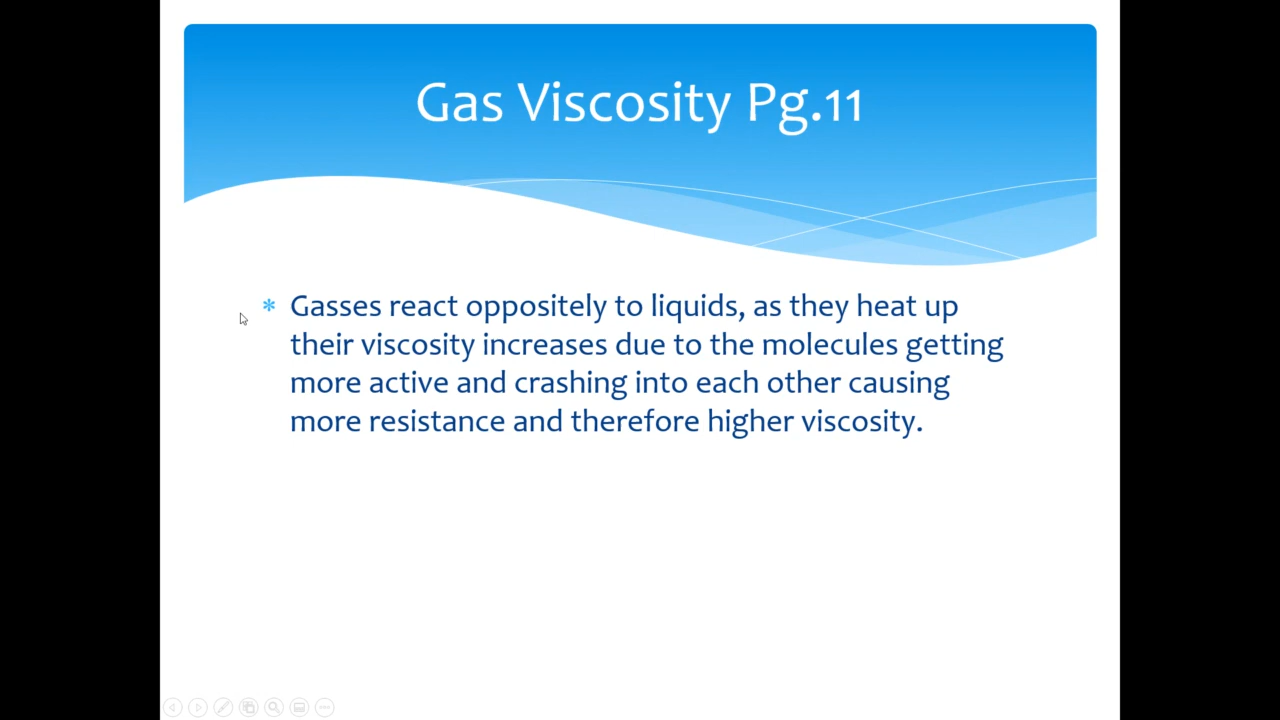 Gas Viscosity Pg.11
* Gasses react oppositely to liquids, as they heat up
their viscosity increases due to the molecules getting
more active and crashing into each other causing
more resistance and therefore higher viscosity.